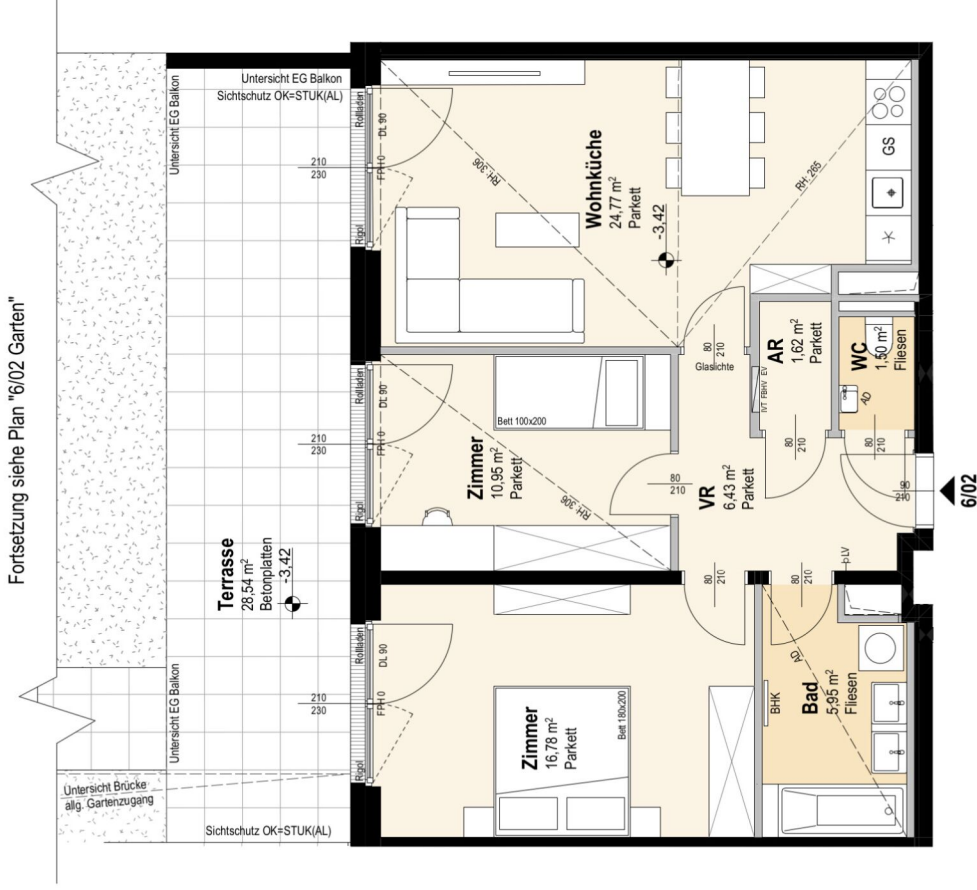 Fortsetzung siehe Plan "6/02 Garten"
Untersicht EG Balkon
Untersicht EG Balkon
Sichtschutz OK=STUK(AL)
Terrasse
28,54 m²
Betonplatten
-3,42
Untersicht EG Balkon
Untersicht Brücke
allg. Gartenzugang
Sichtschutz OK=STUK(AL)
210
230
Rollladen
DL 90
FPH 0
Rigol
210
230
Rollladen
DL 90
FPH 0
Rigol
210
230
Rollladen
DL 90
FPH 0
Rigol
Wohnküche
24,77 m²
Parkett
-3,42
RH: 306
RH: 265
GS
80
210
Glaslichte
Zimmer
10,95 m²
Parkett
Bett 100x200
RH: 306
80
210
VR
6,43 m²
Parkett
AR
1,62 m²
Parkett
IVT FBHV EV
80
210
WC
1,50 m²
Fliesen
AD
80
210
90
210
6/02
Zimmer
16,78 m²
Parkett
Bett 180x200
80
210
80
210
LV
Bad
5,95 m²
Fliesen
AD
BHK